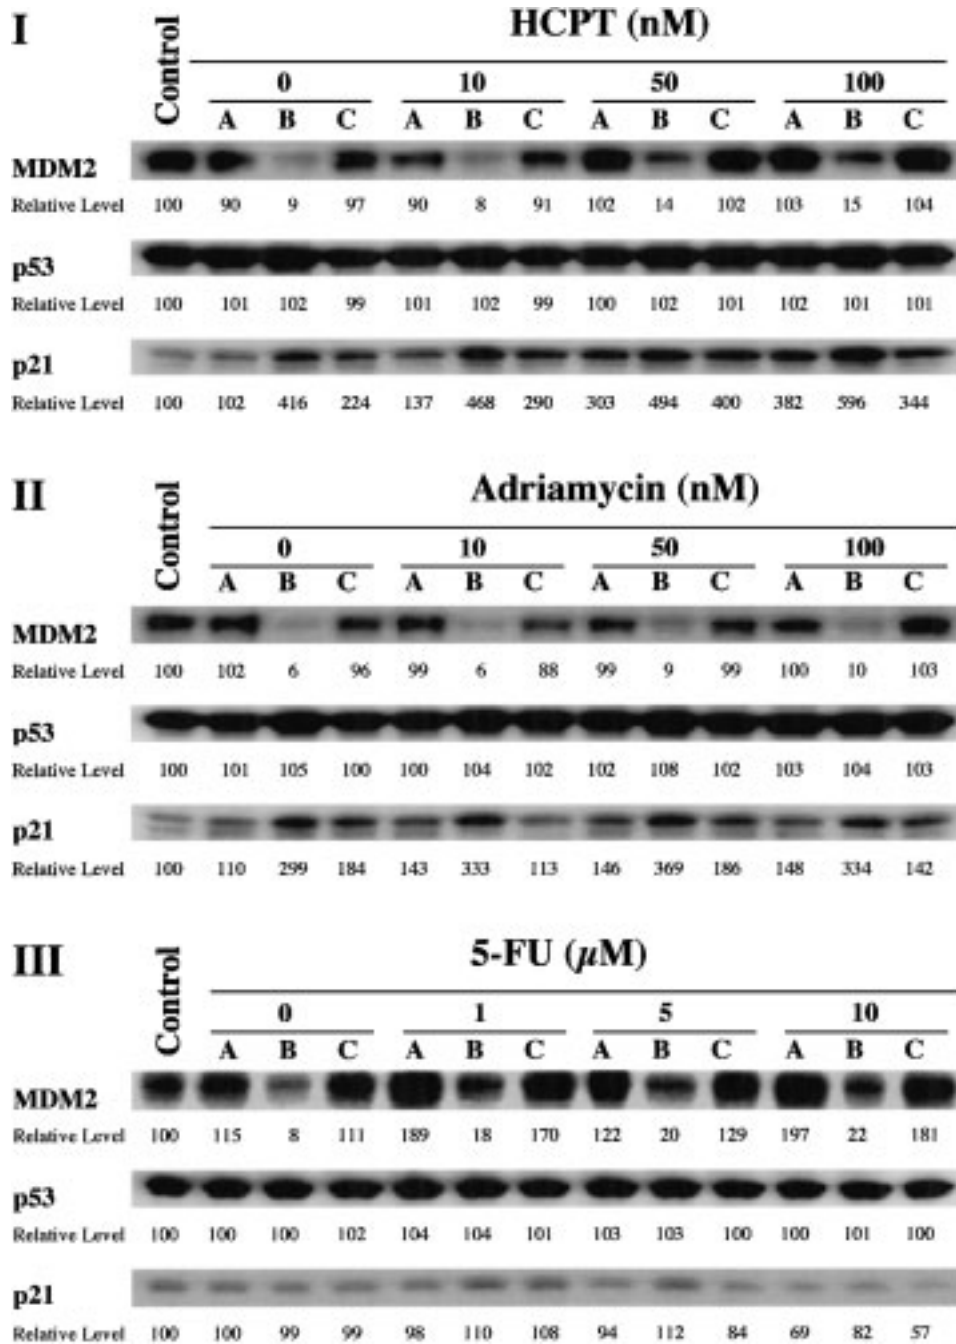 I
HCPT (nM)
Control
0 10 50 100
A B C A B C A B C A B C
MDM2
Relative Level 100 90 9 97 90 8 91 102 14 102 103 15 104
p53
Relative Level 100 101 102 99 101 102 99 100 102 101 102 101 101
p21
Relative Level 100 102 416 224 137 468 290 303 494 400 382 596 344
II
Adriamycin (nM)
Control
0 10 50 100
A B C A B C A B C A B C
MDM2
Relative Level 100 102 6 96 99 6 88 99 9 99 100 10 103
p53
Relative Level 100 101 105 100 100 104 102 102 108 102 103 104 103
p21
Relative Level 100 110 299 184 143 333 113 146 369 186 148 334 142
III
5-FU (µM)
Control
0 1 5 10
A B C A B C A B C A B C
MDM2
Relative Level 100 115 8 111 189 18 170 122 20 129 197 22 181
p53
Relative Level 100 100 100 102 104 104 101 103 103 100 100 101 100
p21
Relative Level 100 100 99 99 98 110 108 94 112 84 69 82 57